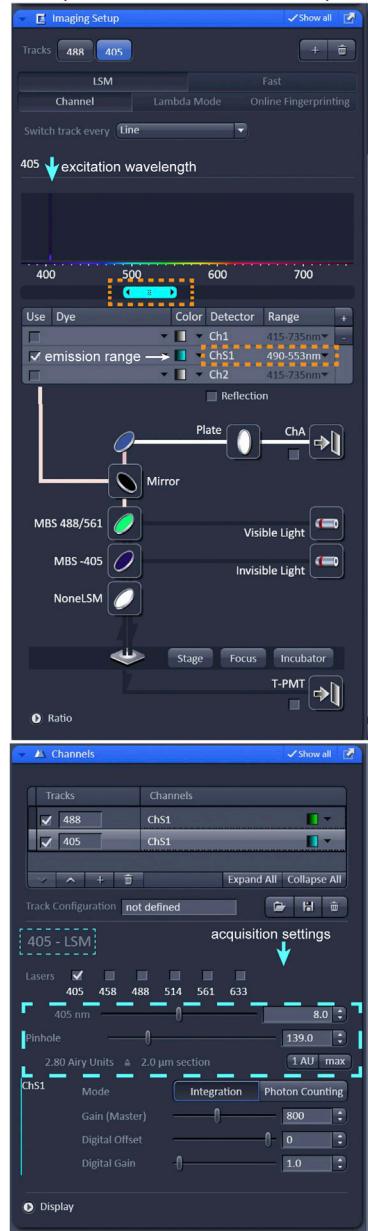 Imaging Setup Show all
Tracks 488 405 +
LSM Fast
Channel Lambda Mode Online Fingerprinting
Switch track every Line
405 excitation wavelength
400 500 600 700
Use Dye Color Detector Range +
Ch1 415-735nm -
emission range ChS1 490-553nm
Ch2 415-735nm
Reflection
Plate ChA
Mirror
MBS 488/561 Visible Light
MBS -405 Invisible Light
NoneLSM
Stage Focus Incubator
T-PMT
Ratio
Channels Show all
Tracks Channels
488 ChS1
405 ChS1
+ Expand All Collapse All
Track Configuration not defined
405 - LSM acquisition settings
Lasers
405 458 488 514 561 633
405 nm 8.0
Pinhole 139.0
2.80 Airy Units ≙ 2.0 µm section 1 AU max
ChS1 Mode Integration Photon Counting
Gain (Master) 800
Digital Offset 0
Digital Gain 1.0
Display